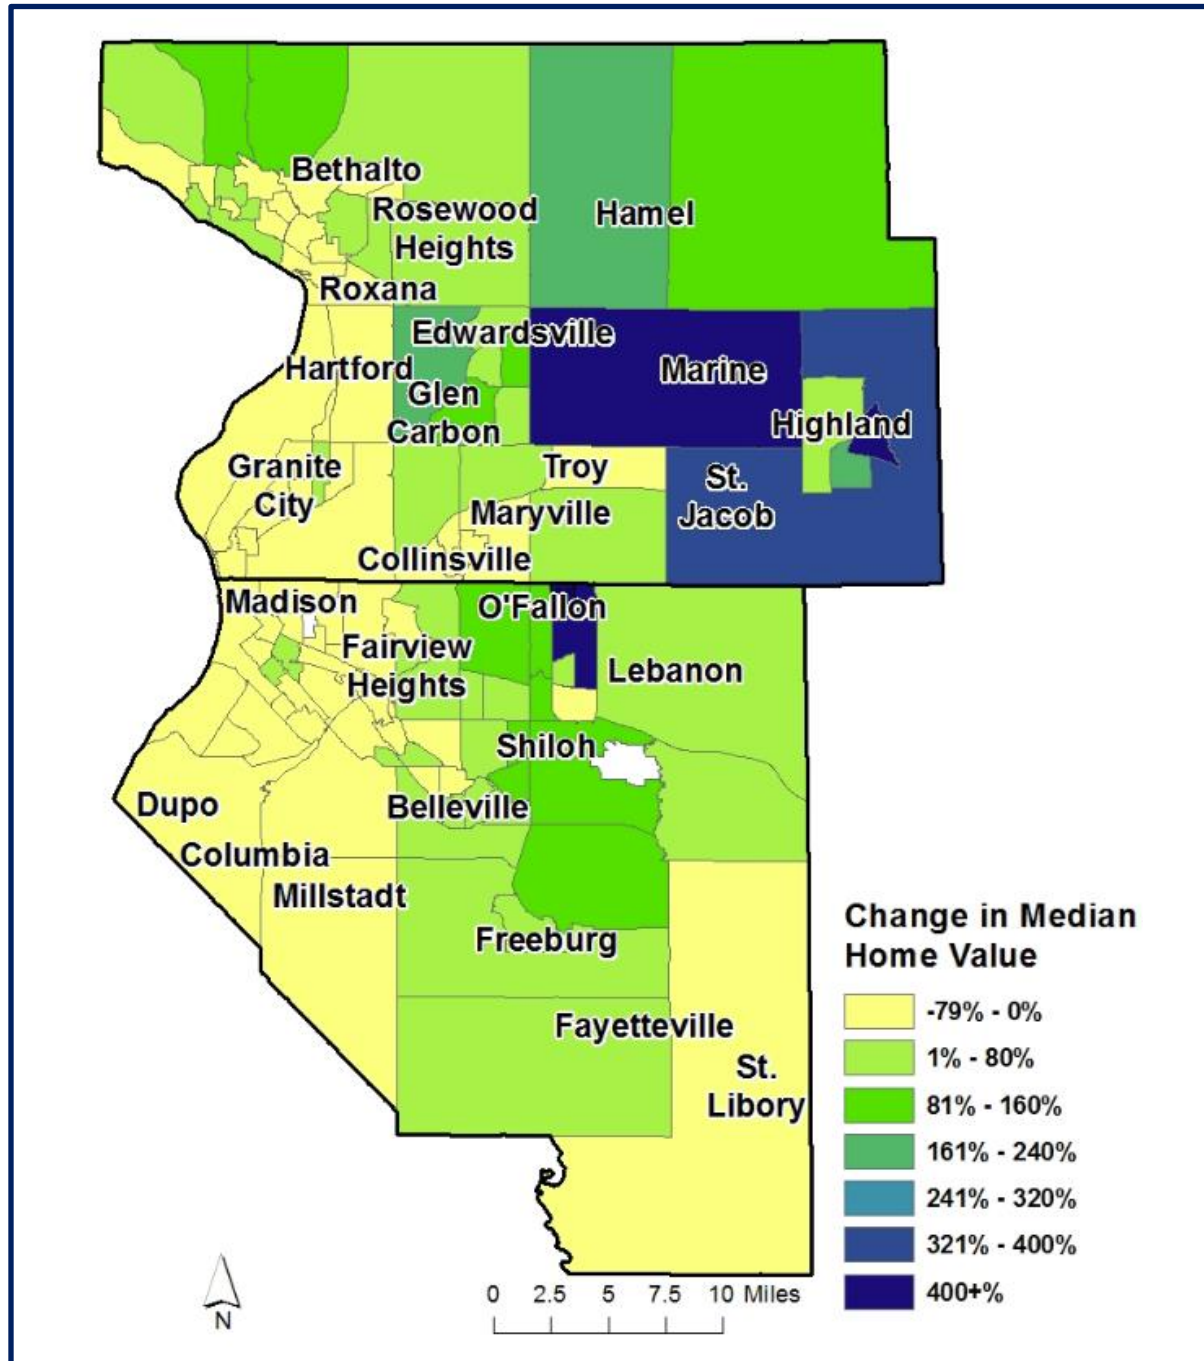 Bethalto
Rosewood
Heights
Hamel
Roxana
Edwardsville
Hartford
Marine
Glen
Carbon
Highland
Granite
City
Troy
St.
Jacob
Maryville
Collinsville
Madison
O'Fallon
Fairview
Heights
Lebanon
Shiloh
Dupo
Belleville
Columbia
Millstadt
Freeburg
Fayetteville
St.
Libory
Change in Median
Home Value
-79% - 0%
1% - 80%
81% - 160%
161% - 240%
241% - 320%
321% - 400%
400+%
N
0 2.5 5 7.5 10 Miles